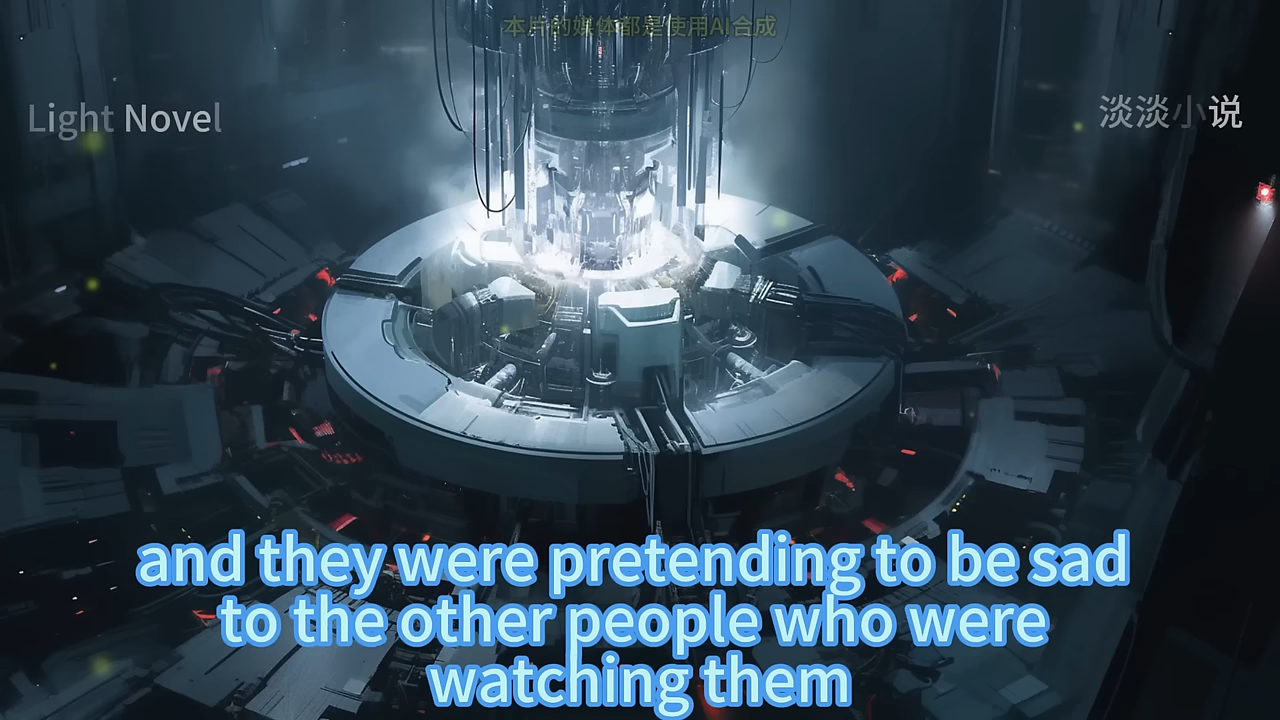 本片的媒体都是使用AI合成
Light Novel
淡淡小说
and they were pretending to be sad
to the other people who were
watching them